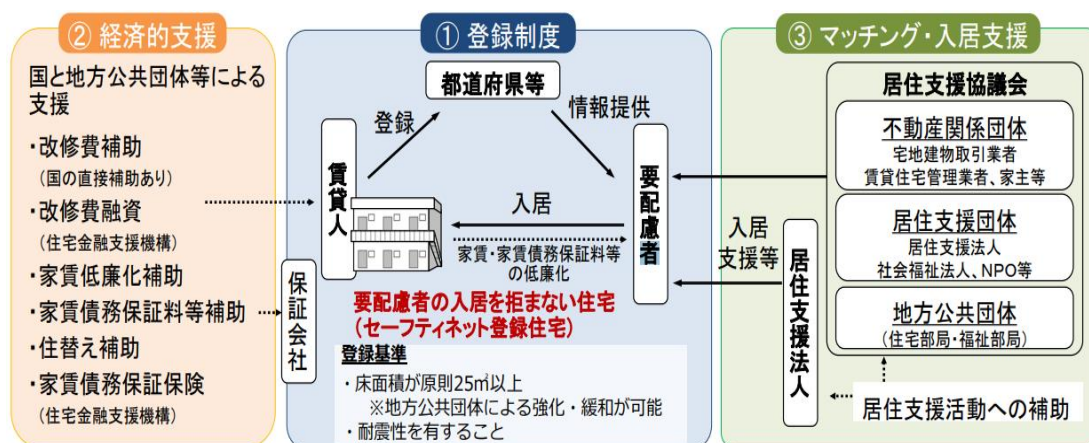 ② 経済的支援
国と地方公共団体等による
支援
・改修費補助
(国の直接補助あり)
・改修費融資
(住宅金融支援機構)
・家賃低廉化補助
・家賃債務保証料等補助
・住替え補助
・家賃債務保証保険
(住宅金融支援機構)
① 登録制度
都道府県等
登録
情報提供
賃貸人
保証会社
入居
家賃・家賃債務保証料等
の低廉化
要配慮者
要配慮者の入居を拒まない住宅
(セーフティネット登録住宅)
登録基準
・床面積が原則25㎡以上
※地方公共団体による強化・緩和が可能
・耐震性を有すること
③ マッチング・入居支援
居住支援協議会
不動産関係団体
宅地建物取引業者
賃貸住宅管理業者、家主等
居住支援団体
居住支援法人
社会福祉法人、NPO等
地方公共団体
(住宅部局・福祉部局)
入居
支援等
居住支援法人
居住支援活動への補助